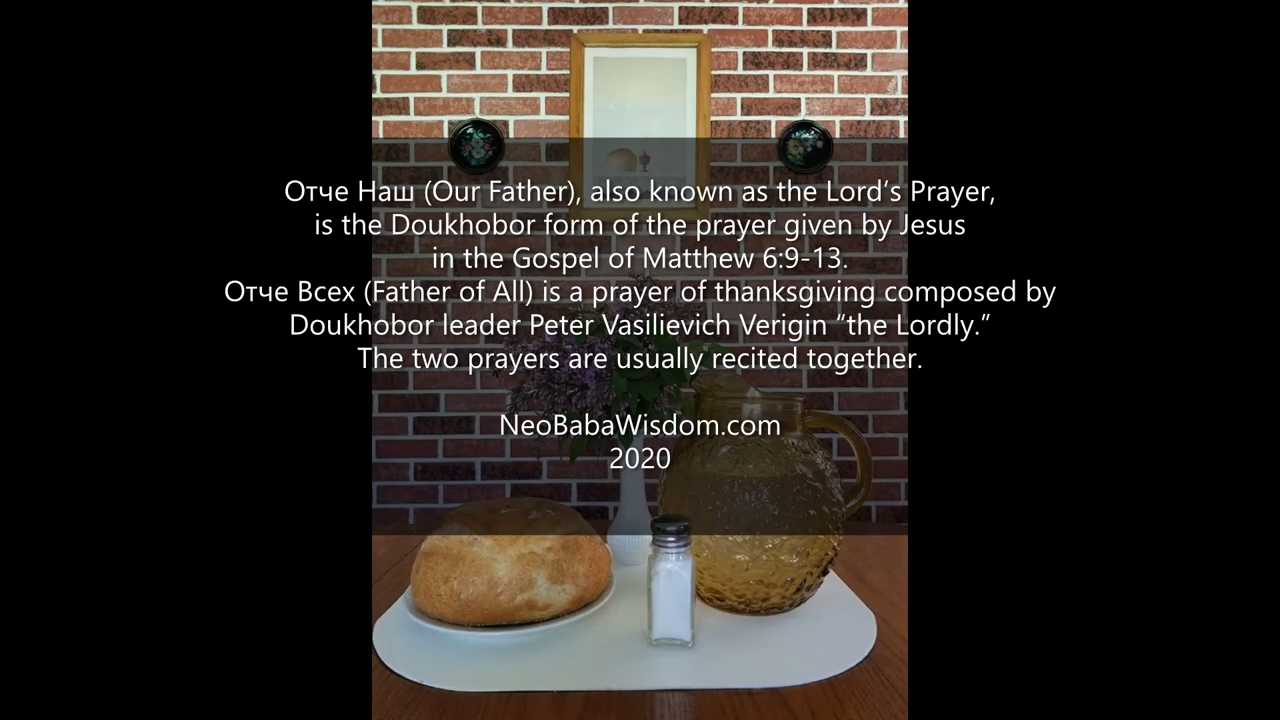 Отче Наш (Our Father), also known as the Lord’s Prayer,
is the Doukhobor form of the prayer given by Jesus
in the Gospel of Matthew 6:9-13.
Отче Всех (Father of All) is a prayer of thanksgiving composed by
Doukhobor leader Peter Vasilievich Verigin “the Lordly.”
The two prayers are usually recited together.
NeoBabaWisdom.com
2020